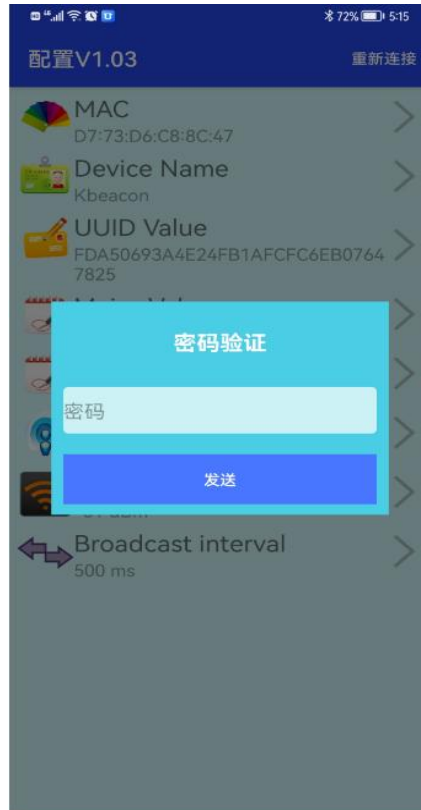 72% 5:15
配置V1.03
重新连接
MAC
D7:73:D6:C8:8C:47
Device Name
Kbeacon
UUID Value
FDA50693A4E24FB1AFCFC6EB0764
7825
密码验证
密码
发送
Broadcast interval
500 ms